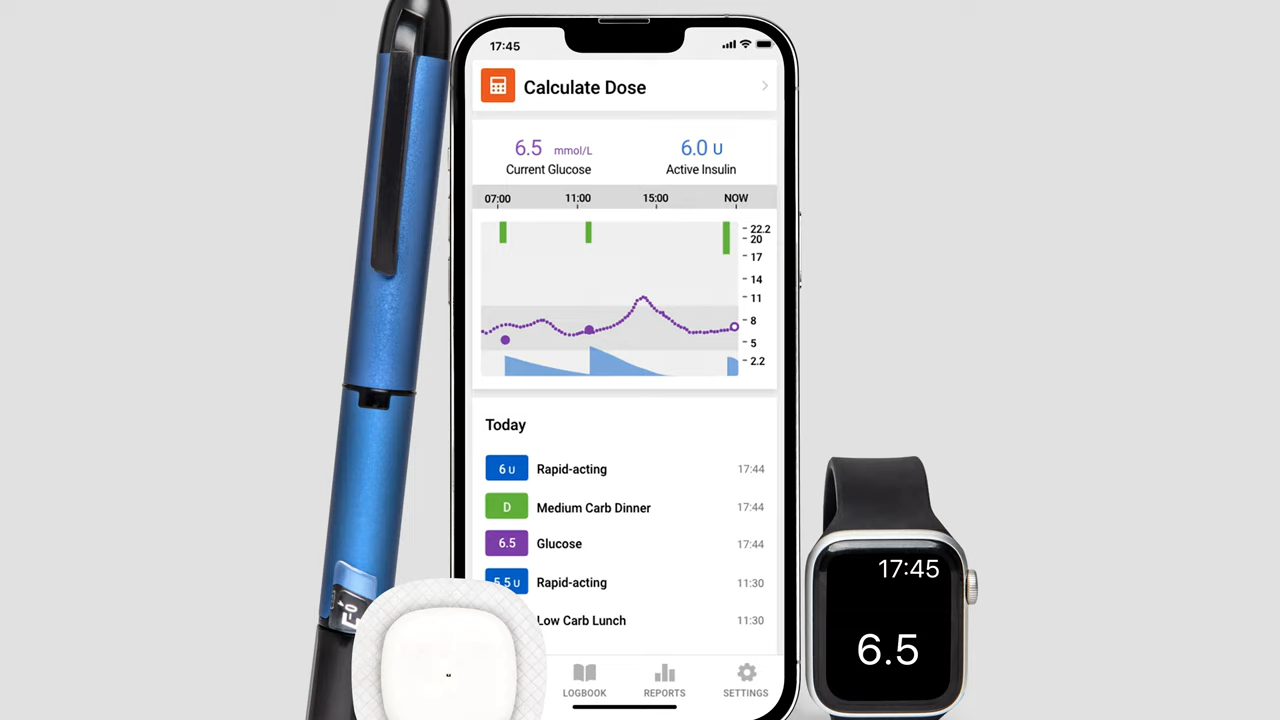 17:45
Calculate Dose
6.5 mmol/L 6.0 U
Current Glucose Active Insulin
07:00 11:00 15:00 NOW
22.2
20
17
14
11
8
5
2.2
Today
6 U Rapid-acting 17:44
D Medium Carb Dinner 17:44
6.5 Glucose 17:44
5.5 U Rapid-acting 11:30
Low Carb Lunch 11:30
LOGBOOK REPORTS SETTINGS
17:45
6.5